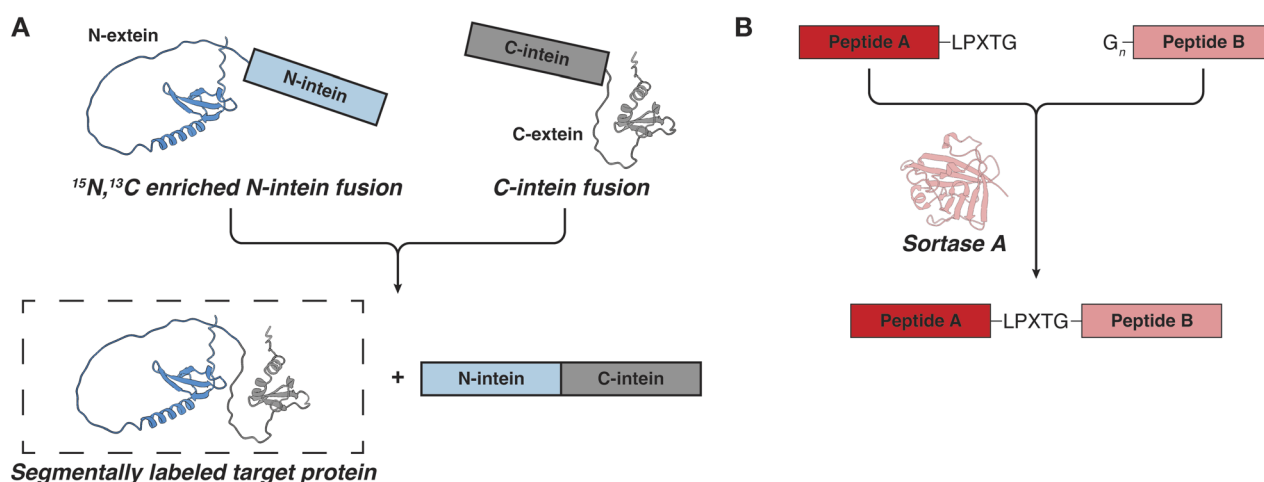 A
N-extein
N-intein
C-intein
C-extein
¹⁵N,¹³C enriched N-intein fusion
C-intein fusion
+
N-intein
C-intein
Segmentally labeled target protein
B
Peptide A
–LPXTG
Gₙ–
Peptide B
Sortase A
Peptide A
–LPXTG–
Peptide B